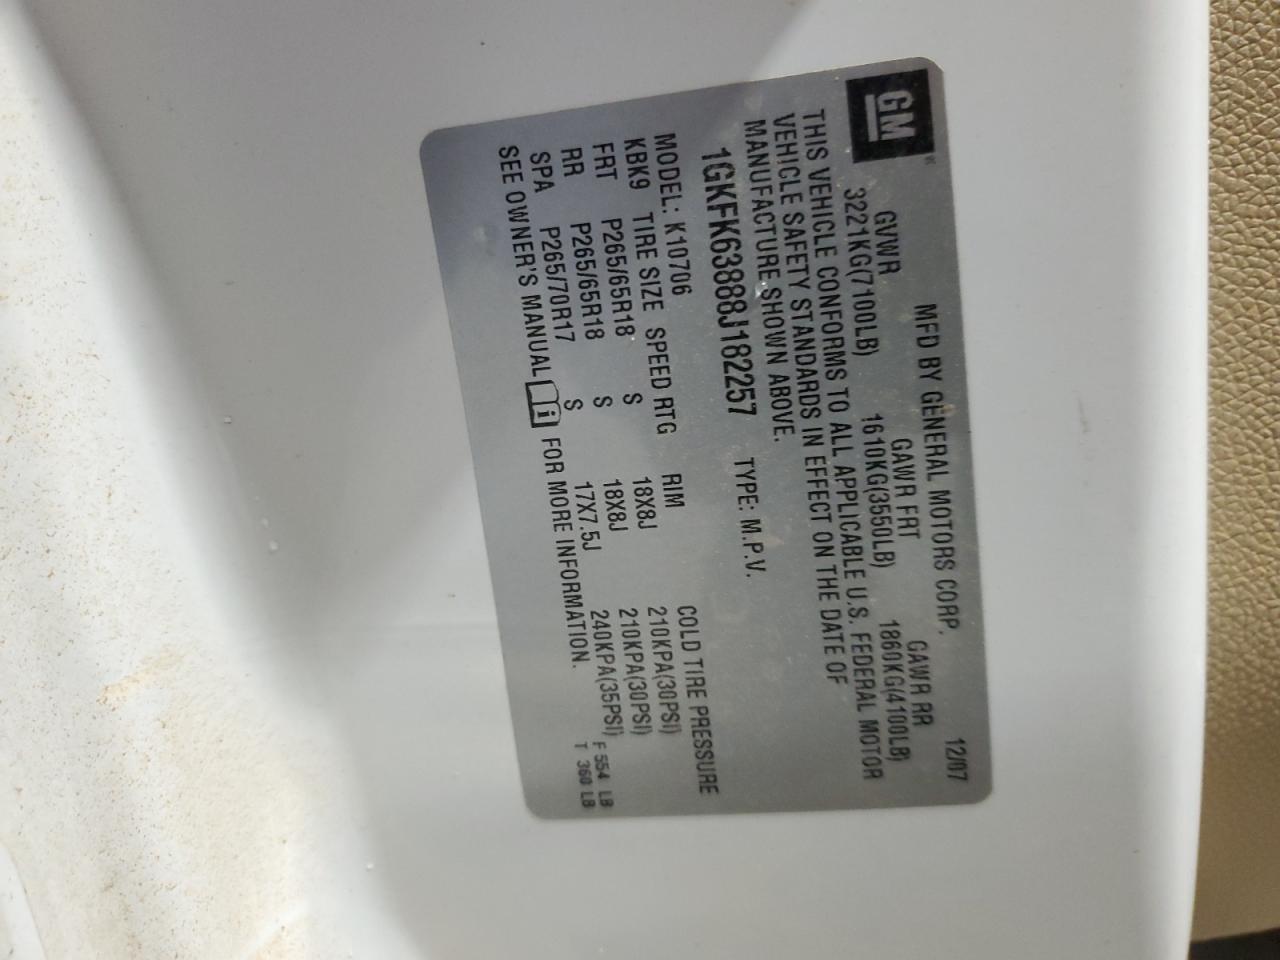 GM
MFD BY GENERAL MOTORS CORP. 12/07
GVWR GAWR FRT GAWR RR
3221KG(7100LB) 1610KG(3550LB) 1860KG(4100LB)
THIS VEHICLE CONFORMS TO ALL APPLICABLE U.S. FEDERAL MOTOR
VEHICLE SAFETY STANDARDS IN EFFECT ON THE DATE OF
MANUFACTURE SHOWN ABOVE.
1GKFK63888J182257 TYPE: M.P.V.
MODEL: K10706
KBK9 TIRE SIZE SPEED RTG RIM COLD TIRE PRESSURE
FRT P265/65R18 S 18X8J 210KPA(30PSI)
RR P265/65R18 S 18X8J 210KPA(30PSI)
SPA P265/70R17 S 17X7.5J 240KPA(35PSI)
SEE OWNER'S MANUAL i FOR MORE INFORMATION.
F 554 LB
T 360 LB